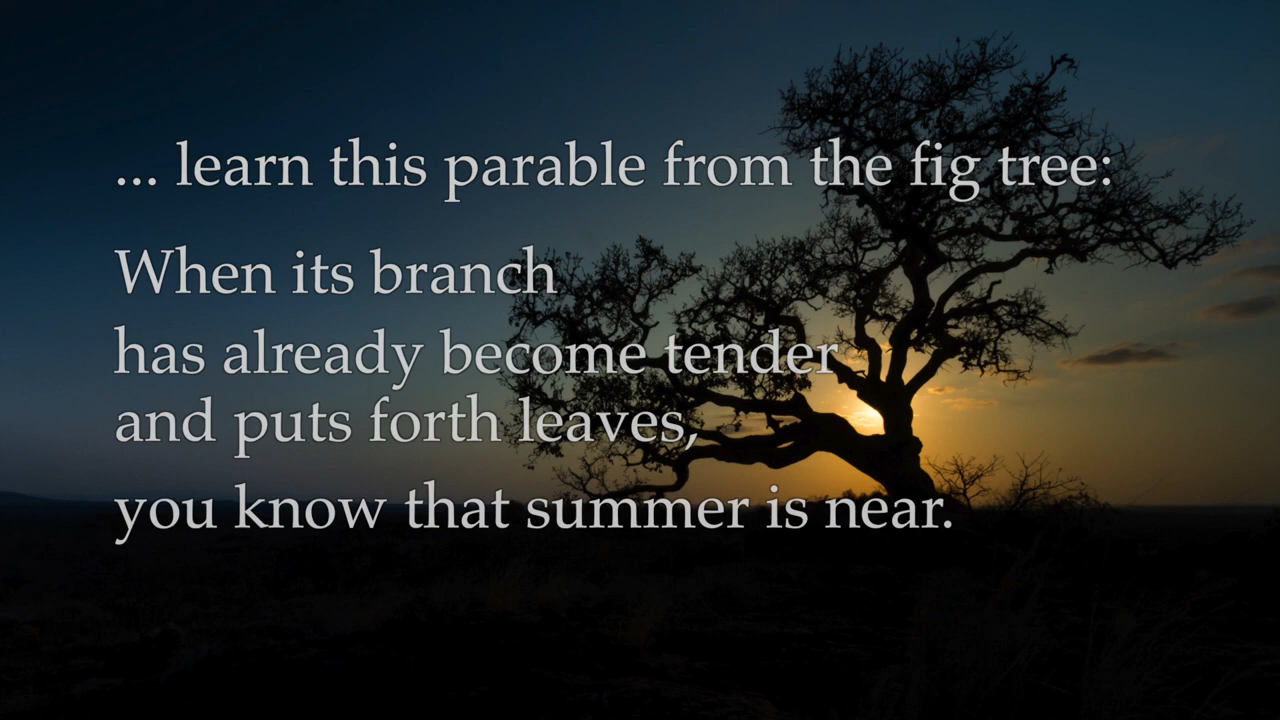 ... learn this parable from the fig tree:
When its branch
has already become tender
and puts forth leaves,
you know that summer is near.